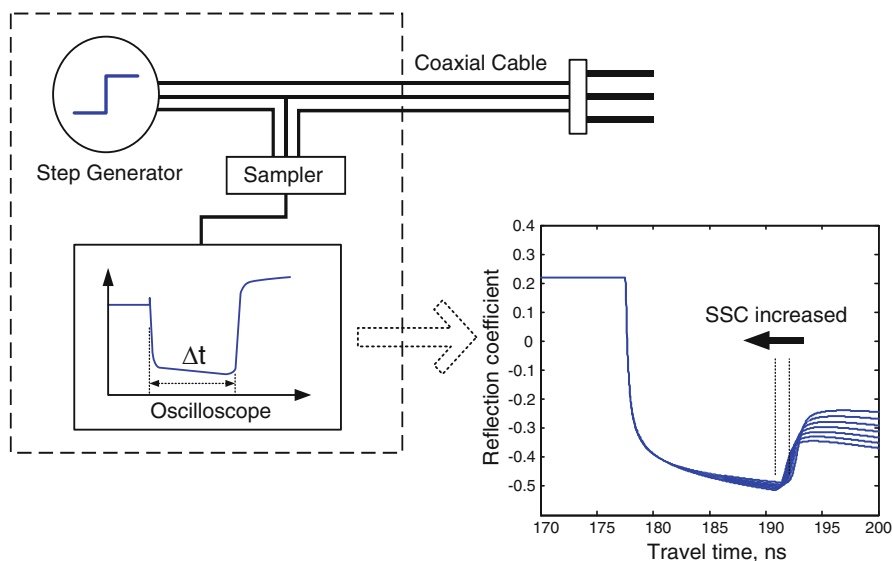 Coaxial Cable
Step Generator
Sampler
Δt
Oscilloscope
SSC increased
Reflection coefficient
0.4
0.3
0.2
0.1
0
-0.1
-0.2
-0.3
-0.4
-0.5
170 175 180 185 190 195 200
Travel time, ns